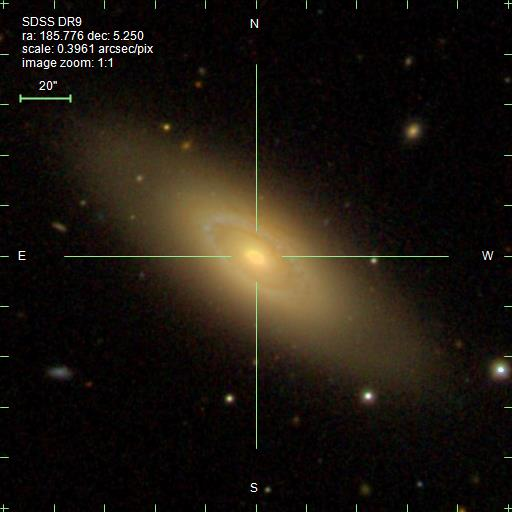 SDSS DR9
ra: 185.776 dec: 5.250
scale: 0.3961 arcsec/pix
image zoom: 1:1
20"
N
E
W
S